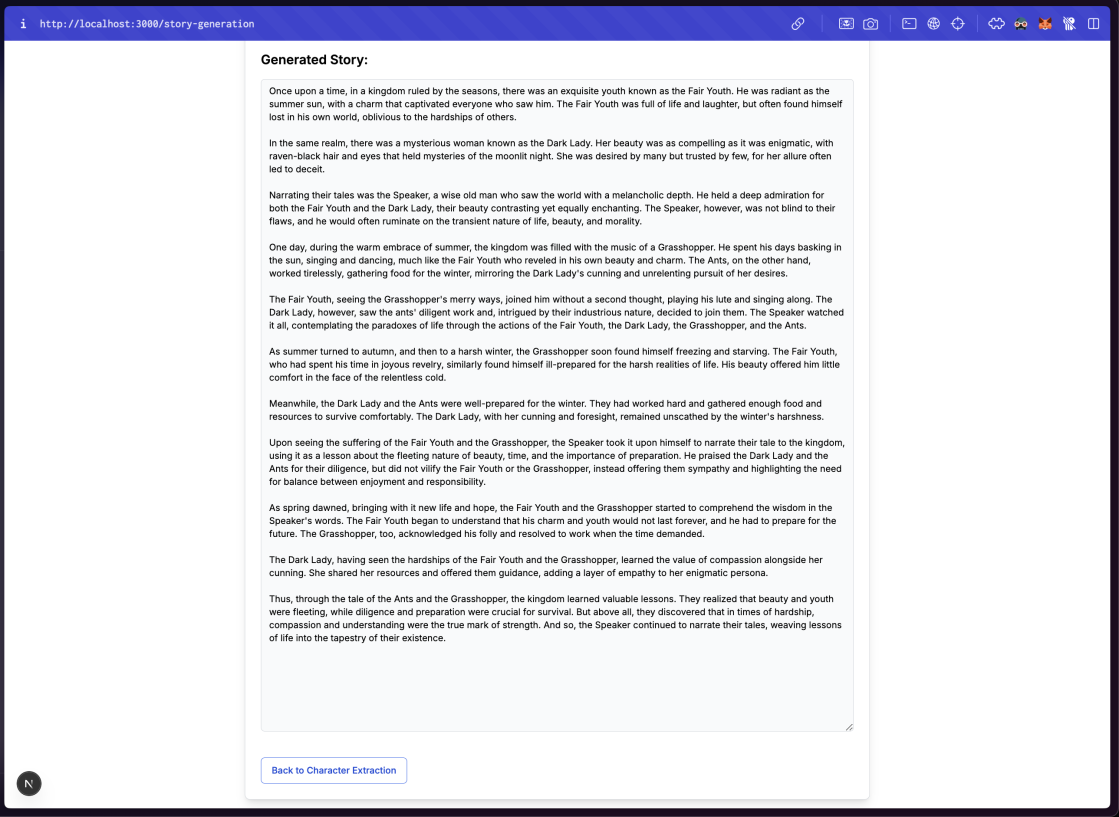 i http://localhost:3000/story-generation
Generated Story:
Once upon a time, in a kingdom ruled by the seasons, there was an exquisite youth known as the Fair Youth. He was radiant as the
summer sun, with a charm that captivated everyone who saw him. The Fair Youth was full of life and laughter, but often found himself
lost in his own world, oblivious to the hardships of others.
In the same realm, there was a mysterious woman known as the Dark Lady. Her beauty was as compelling as it was enigmatic, with
raven-black hair and eyes that held mysteries of the moonlit night. She was desired by many but trusted by few, for her allure often
led to deceit.
Narrating their tales was the Speaker, a wise old man who saw the world with a melancholic depth. He held a deep admiration for
both the Fair Youth and the Dark Lady, their beauty contrasting yet equally enchanting. The Speaker, however, was not blind to their
flaws, and he would often ruminate on the transient nature of life, beauty, and morality.
One day, during the warm embrace of summer, the kingdom was filled with the music of a Grasshopper. He spent his days basking in
the sun, singing and dancing, much like the Fair Youth who reveled in his own beauty and charm. The Ants, on the other hand,
worked tirelessly, gathering food for the winter, mirroring the Dark Lady's cunning and unrelenting pursuit of her desires.
The Fair Youth, seeing the Grasshopper's merry ways, joined him without a second thought, playing his lute and singing along. The
Dark Lady, however, saw the ants' diligent work and, intrigued by their industrious nature, decided to join them. The Speaker watched
it all, contemplating the paradoxes of life through the actions of the Fair Youth, the Dark Lady, the Grasshopper, and the Ants.
As summer turned to autumn, and then to a harsh winter, the Grasshopper soon found himself freezing and starving. The Fair Youth,
who had spent his time in joyous revelry, similarly found himself ill-prepared for the harsh realities of life. His beauty offered him little
comfort in the face of the relentless cold.
Meanwhile, the Dark Lady and the Ants were well-prepared for the winter. They had worked hard and gathered enough food and
resources to survive comfortably. The Dark Lady, with her cunning and foresight, remained unscathed by the winter's harshness.
Upon seeing the suffering of the Fair Youth and the Grasshopper, the Speaker took it upon himself to narrate their tale to the kingdom,
using it as a lesson about the fleeting nature of beauty, time, and the importance of preparation. He praised the Dark Lady and the
Ants for their diligence, but did not vilify the Fair Youth or the Grasshopper, instead offering them sympathy and highlighting the need
for balance between enjoyment and responsibility.
As spring dawned, bringing with it new life and hope, the Fair Youth and the Grasshopper started to comprehend the wisdom in the
Speaker's words. The Fair Youth began to understand that his charm and youth would not last forever, and he had to prepare for the
future. The Grasshopper, too, acknowledged his folly and resolved to work when the time demanded.
The Dark Lady, having seen the hardships of the Fair Youth and the Grasshopper, learned the value of compassion alongside her
cunning. She shared her resources and offered them guidance, adding a layer of empathy to her enigmatic persona.
Thus, through the tale of the Ants and the Grasshopper, the kingdom learned valuable lessons. They realized that beauty and youth
were fleeting, while diligence and preparation were crucial for survival. But above all, they discovered that in times of hardship,
compassion and understanding were the true mark of strength. And so, the Speaker continued to narrate their tales, weaving lessons
of life into the tapestry of their existence.
Back to Character Extraction
N